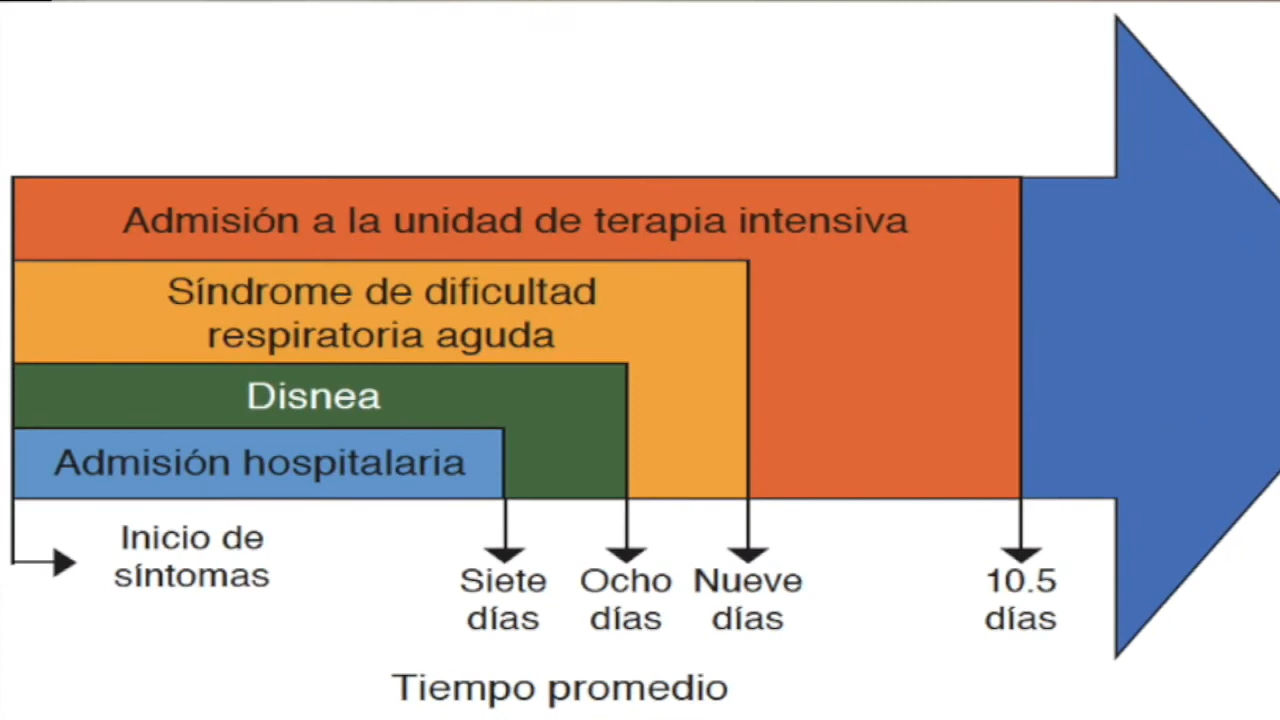 Admisión a la unidad de terapia intensiva
Síndrome de dificultad
respiratoria aguda
Disnea
Admisión hospitalaria
Inicio de
síntomas
Siete
días
Ocho
días
Nueve
días
10.5
días
Tiempo promedio